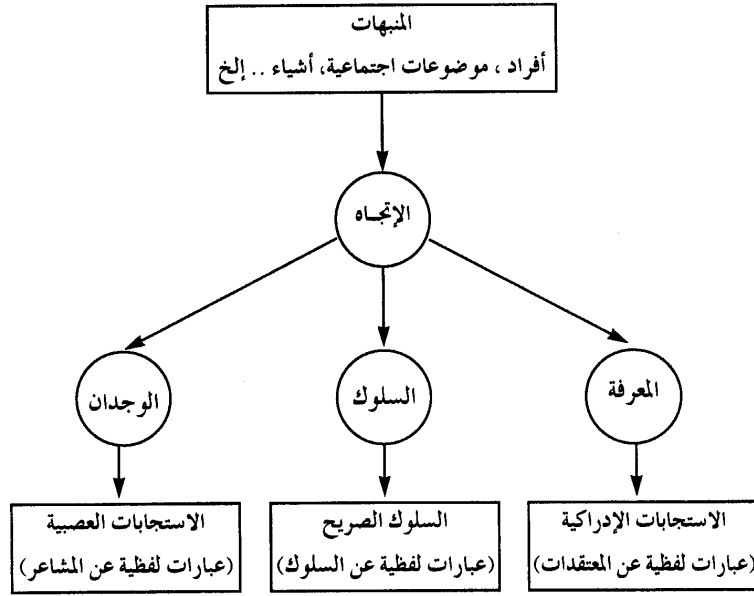 المنبهات
أفراد ، موضوعات اجتماعية، أشياء .. إلخ
الإتجاه
المعرفة
السلوك
الوجدان
الاستجابات الإدراكية
(عبارات لفظية عن المعتقدات)
السلوك الصريح
(عبارات لفظية عن السلوك)
الاستجابات العصبية
(عبارات لفظية عن المشاعر)